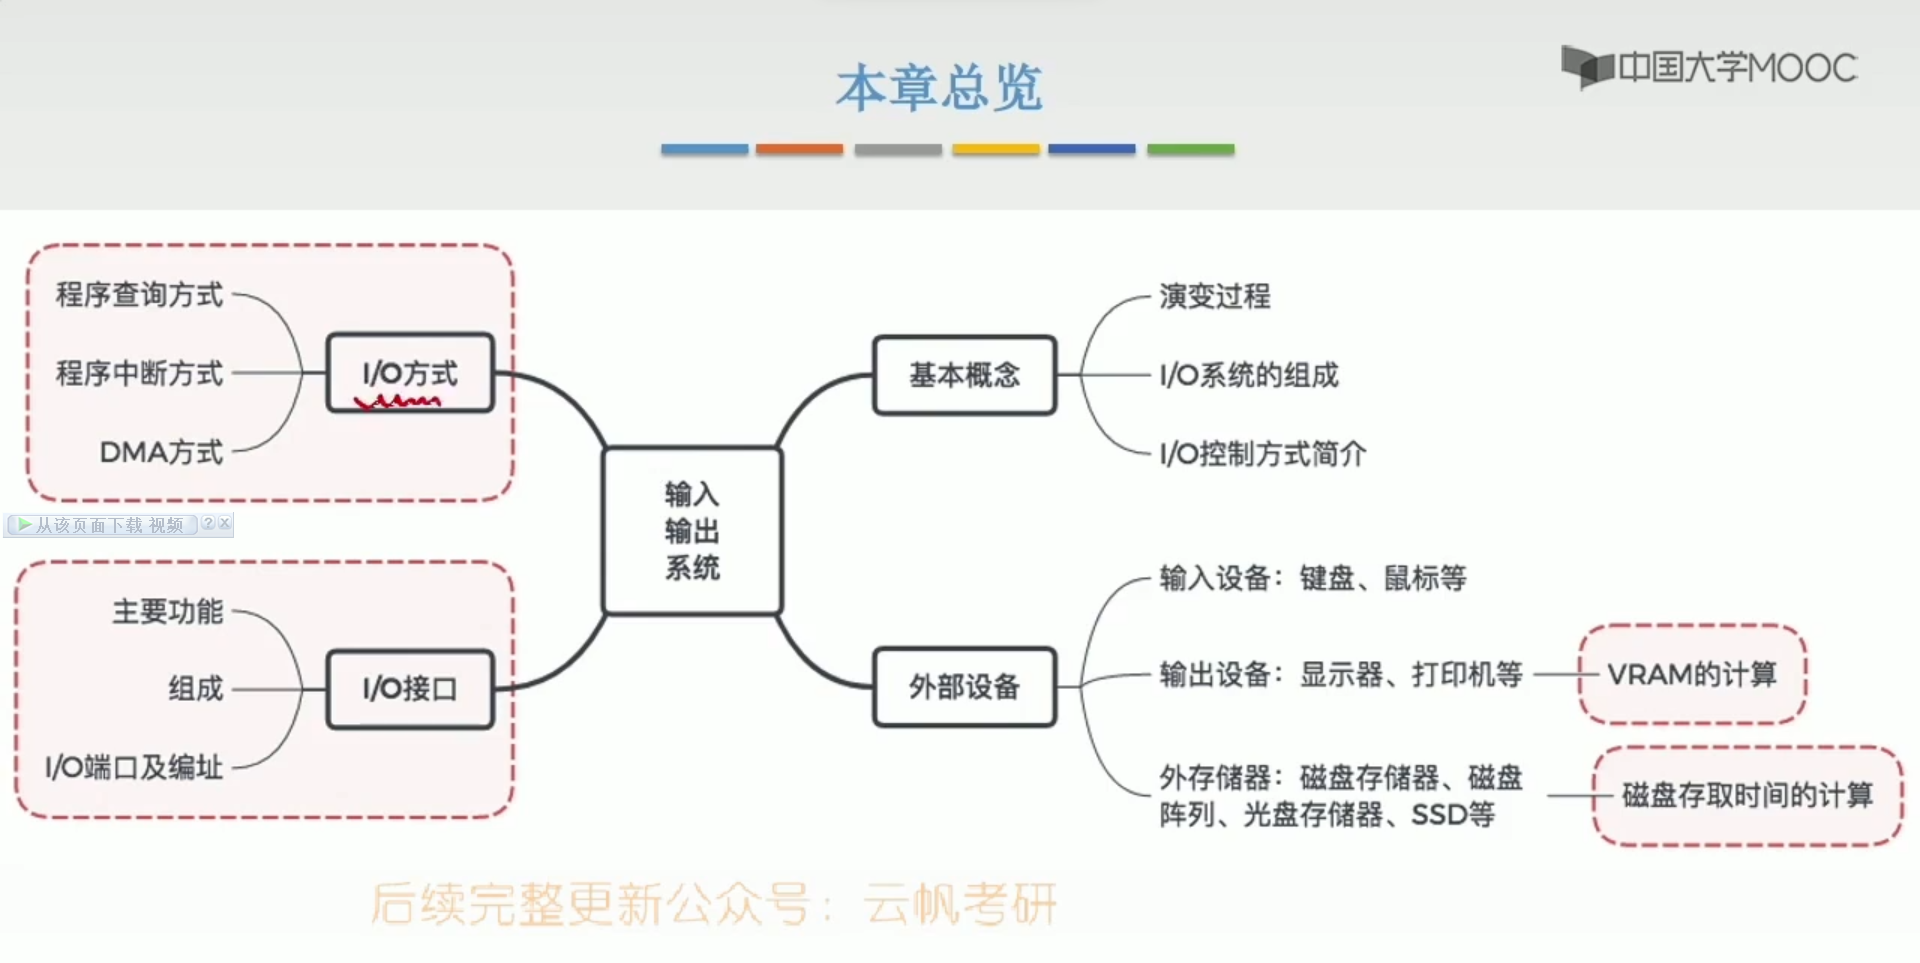 本章总览
中国大学MOOC
程序查询方式
程序中断方式
DMA方式
I/O方式
从该页面下载 视频
? x
主要功能
组成
I/O端口及编址
I/O接口
输入
输出
系统
基本概念
演变过程
I/O系统的组成
I/O控制方式简介
外部设备
输入设备：键盘、鼠标等
输出设备：显示器、打印机等
VRAM的计算
外存储器：磁盘存储器、磁盘
阵列、光盘存储器、SSD等
磁盘存取时间的计算
后续完整更新公众号：云帆考研